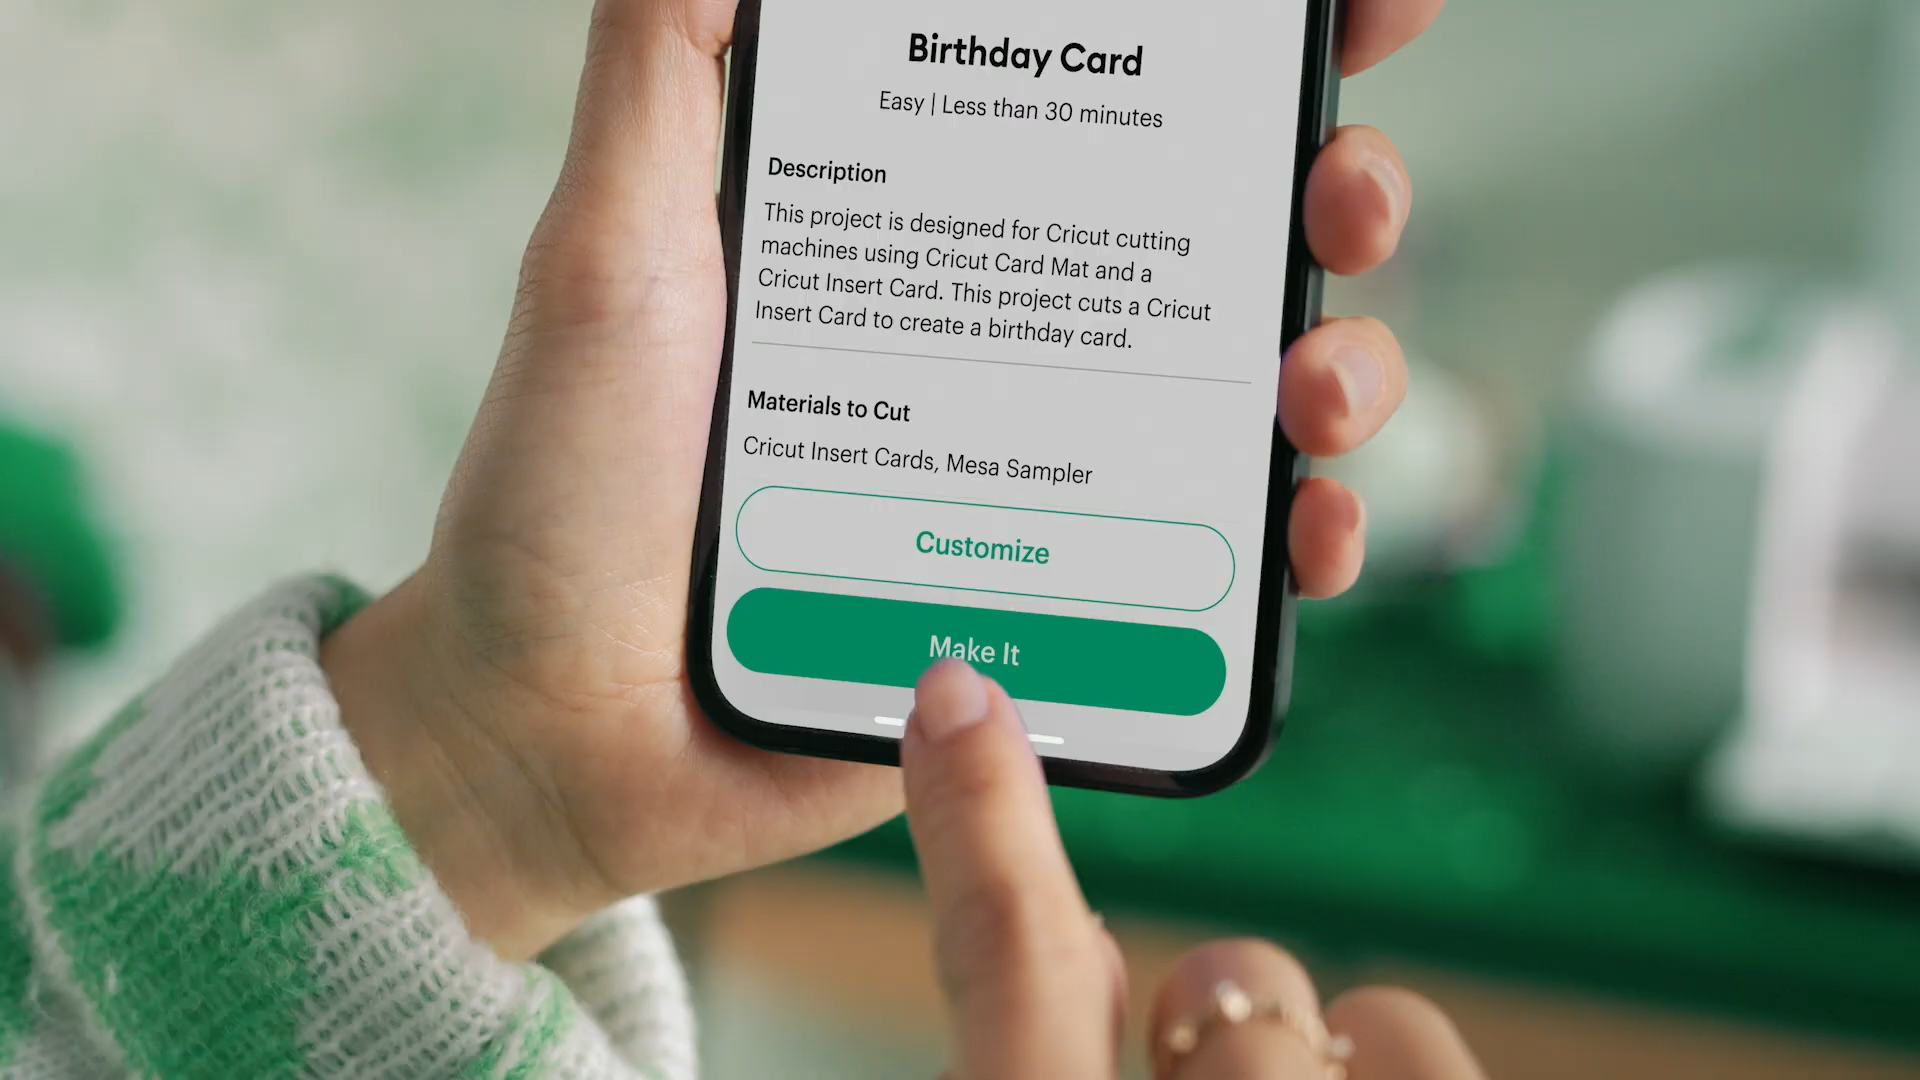 Birthday Card
Easy | Less than 30 minutes
Description
This project is designed for Cricut cutting
machines using Cricut Card Mat and a
Cricut Insert Card. This project cuts a Cricut
Insert Card to create a birthday card.
Materials to Cut
Cricut Insert Cards, Mesa Sampler
Customize
Make It